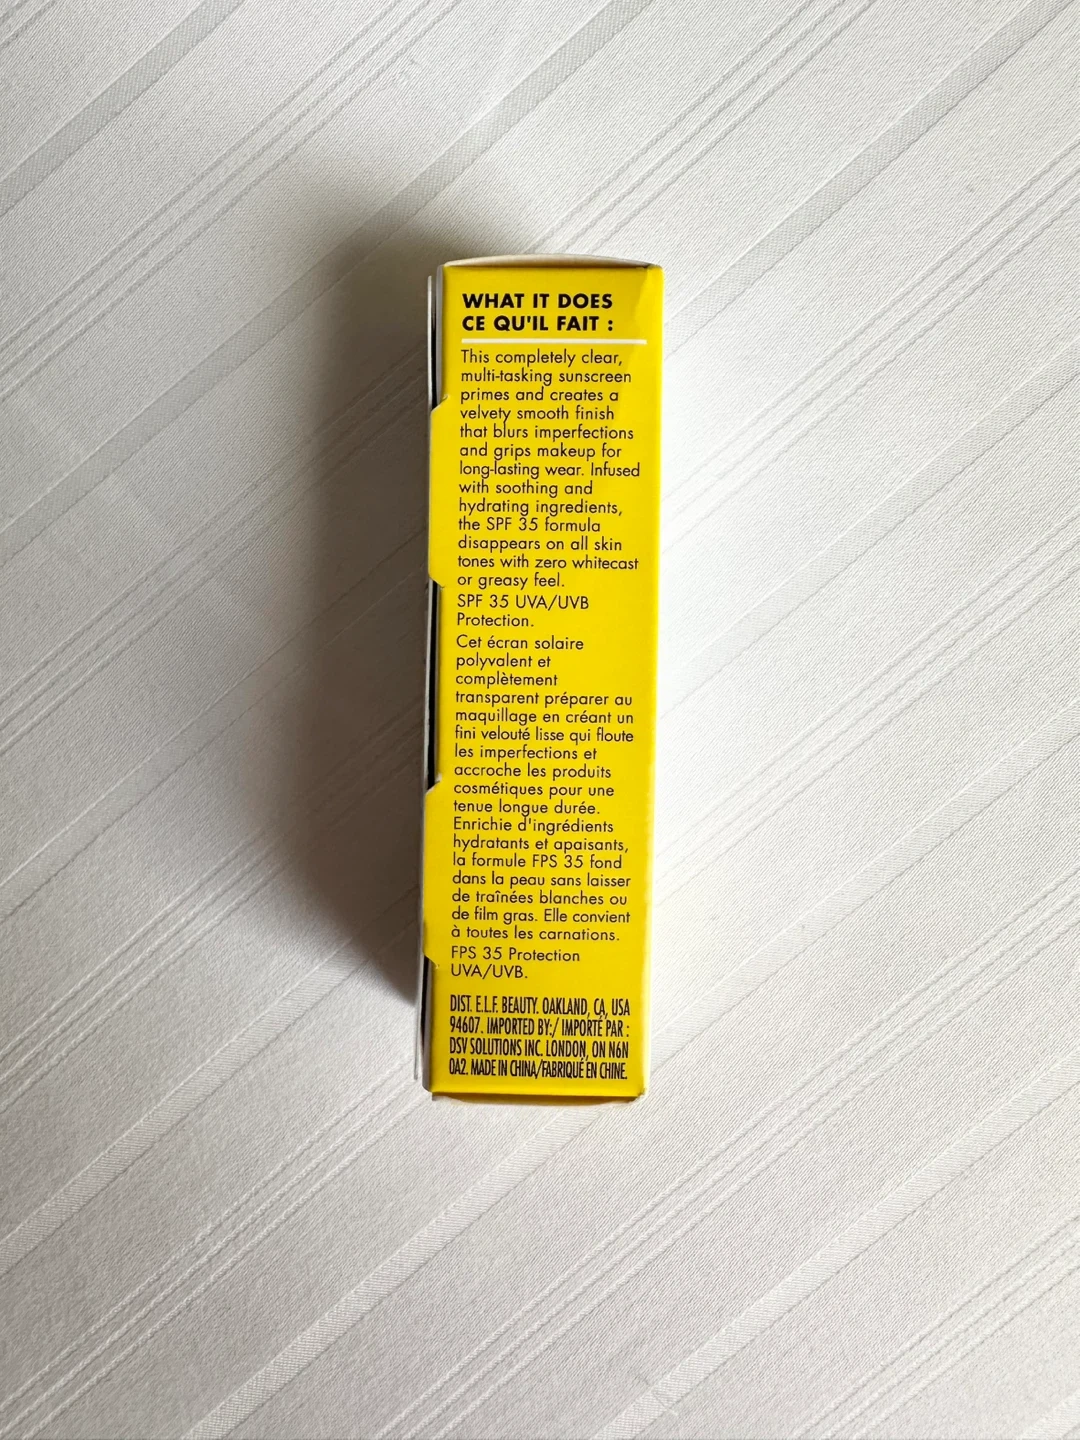 WHAT IT DOES
CE QU'IL FAIT :
This completely clear,
multi-tasking sunscreen
primes and creates a
velvety smooth finish
that blurs imperfections
and grips makeup for
long-lasting wear. Infused
with soothing and
hydrating ingredients,
the SPF 35 formula
disappears on all skin
tones with zero whitecast
or greasy feel.
SPF 35 UVA/UVB
Protection.
Cet écran solaire
polyvalent et
complètement
transparent préparer au
maquillage en créant un
fini velouté lisse qui floute
les imperfections et
accroche les produits
cosmétiques pour une
tenue longue durée.
Enrichie d'ingrédients
hydratants et apaisants,
la formule FPS 35 fond
dans la peau sans laisser
de traînées blanches ou
de film gras. Elle convient
à toutes les carnations.
FPS 35 Protection
UVA/UVB.
DIST. E.L.F. BEAUTY. OAKLAND, CA, USA
94607. IMPORTED BY:/ IMPORTÉ PAR :
DSV SOLUTIONS INC. LONDON, ON N6N
0A2. MADE IN CHINA/FABRIQUÉ EN CHINE.